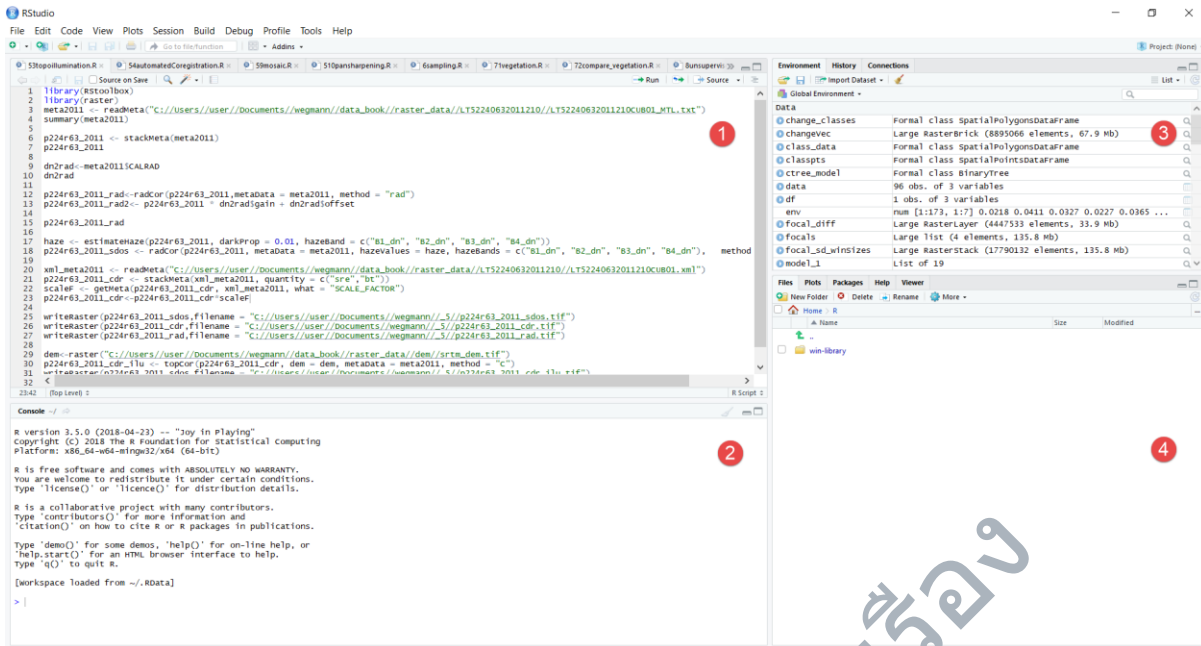 RStudio
File Edit Code View Plots Session Build Debug Profile Tools Help
Go to file/function Addins
Project: (None)
53topoillumination.R 54automatedCoregistration.R 59mosaic.R 510pansharpening.R 6sampling.R 71vegetation.R 72compare_vegetation.R 8unsupervi
Source on Save Run Source
1 library(RStoolbox)
2 library(raster)
3 meta2011 <- readMeta("C://Users//user//Documents//wegmann//data_book//raster_data//LT52240632011210//LT52240632011210CUB01_MTL.txt")
4 summary(meta2011)
5
6 p224r63_2011 <- stackMeta(meta2011)
7 p224r63_2011
8
9 dn2rad<-meta2011$CALRAD
10 dn2rad
11
12 p224r63_2011_rad<-radCor(p224r63_2011,metaData = meta2011, method = "rad")
13 p224r63_2011_rad2<- p224r63_2011 * dn2rad$gain + dn2rad$offset
14
15 p224r63_2011_rad
16
17 haze <- estimateHaze(p224r63_2011, darkProp = 0.01, hazeBand = c("B1_dn", "B2_dn", "B3_dn", "B4_dn"))
18 p224r63_2011_sdos <- radCor(p224r63_2011, metaData = meta2011, hazeValues = haze, hazeBands = c("B1_dn", "B2_dn", "B3_dn", "B4_dn"), method
19
20 xml_meta2011 <- readMeta("C://Users//user//Documents//wegmann//data_book//raster_data//LT52240632011210//LT52240632011210CUB01.xml")
21 p224r63_2011_cdr <- stackMeta(xml_meta2011, quantity = c("sre","bt"))
22 scaleF <- getMeta(p224r63_2011_cdr, xml_meta2011, what = "SCALE_FACTOR")
23 p224r63_2011_cdr<-p224r63_2011_cdr*scaleF
24
25 writeRaster(p224r63_2011_sdos,filename = "C://Users//user//Documents//wegmann//_5//p224r63_2011_sdos.tif")
26 writeRaster(p224r63_2011_cdr,filename = "C://Users//user//Documents//wegmann//_5//p224r63_2011_cdr.tif")
27 writeRaster(p224r63_2011_rad,filename = "C://Users//user//Documents//wegmann//_5//p224r63_2011_rad.tif")
28
29 dem<-raster("C://Users//user//Documents//wegmann//data_book//raster_data//dem//srtm_dem.tif")
30 p224r63_2011_cdr_ilu <- topCor(p224r63_2011_cdr, dem = dem, metaData = meta2011, method = "C")
31 writeRaster(p224r63_2011_sdos,filename = "C://Users//user//Documents//wegmann//_5//p224r63_2011_cdr_ilu.tif")
32
23:42 (Top Level) R Script
1
Console ~/
R version 3.5.0 (2018-04-23) -- "Joy in Playing"
Copyright (C) 2018 The R Foundation for Statistical Computing
Platform: x86_64-w64-mingw32/x64 (64-bit)
R is free software and comes with ABSOLUTELY NO WARRANTY.
You are welcome to redistribute it under certain conditions.
Type 'license()' or 'licence()' for distribution details.
R is a collaborative project with many contributors.
Type 'contributors()' for more information and
'citation()' on how to cite R or R packages in publications.
Type 'demo()' for some demos, 'help()' for on-line help, or
'help.start()' for an HTML browser interface to help.
Type 'q()' to quit R.
[Workspace loaded from ~/.RData]
>
2
Environment History Connections
Import Dataset List
Global Environment
Data
change_classes Formal class SpatialPolygonsDataFrame
changeVec Large RasterBrick (8895066 elements, 67.9 Mb)
class_data Formal class SpatialPolygonsDataFrame
classpts Formal class SpatialPointsDataFrame
ctree_model Formal class BinaryTree
data 96 obs. of 3 variables
df 1 obs. of 3 variables
env num [1:173, 1:7] 0.0218 0.0411 0.0327 0.0227 0.0365 ...
focal_diff Large RasterLayer (4447533 elements, 33.9 Mb)
focals Large list (4 elements, 135.8 Mb)
focal_sd_winSizes Large RasterStack (17790132 elements, 135.8 Mb)
model_1 List of 19
3
Files Plots Packages Help Viewer
New Folder Delete Rename More
Home R
Name Size Modified
..
win-library
4
เรือง